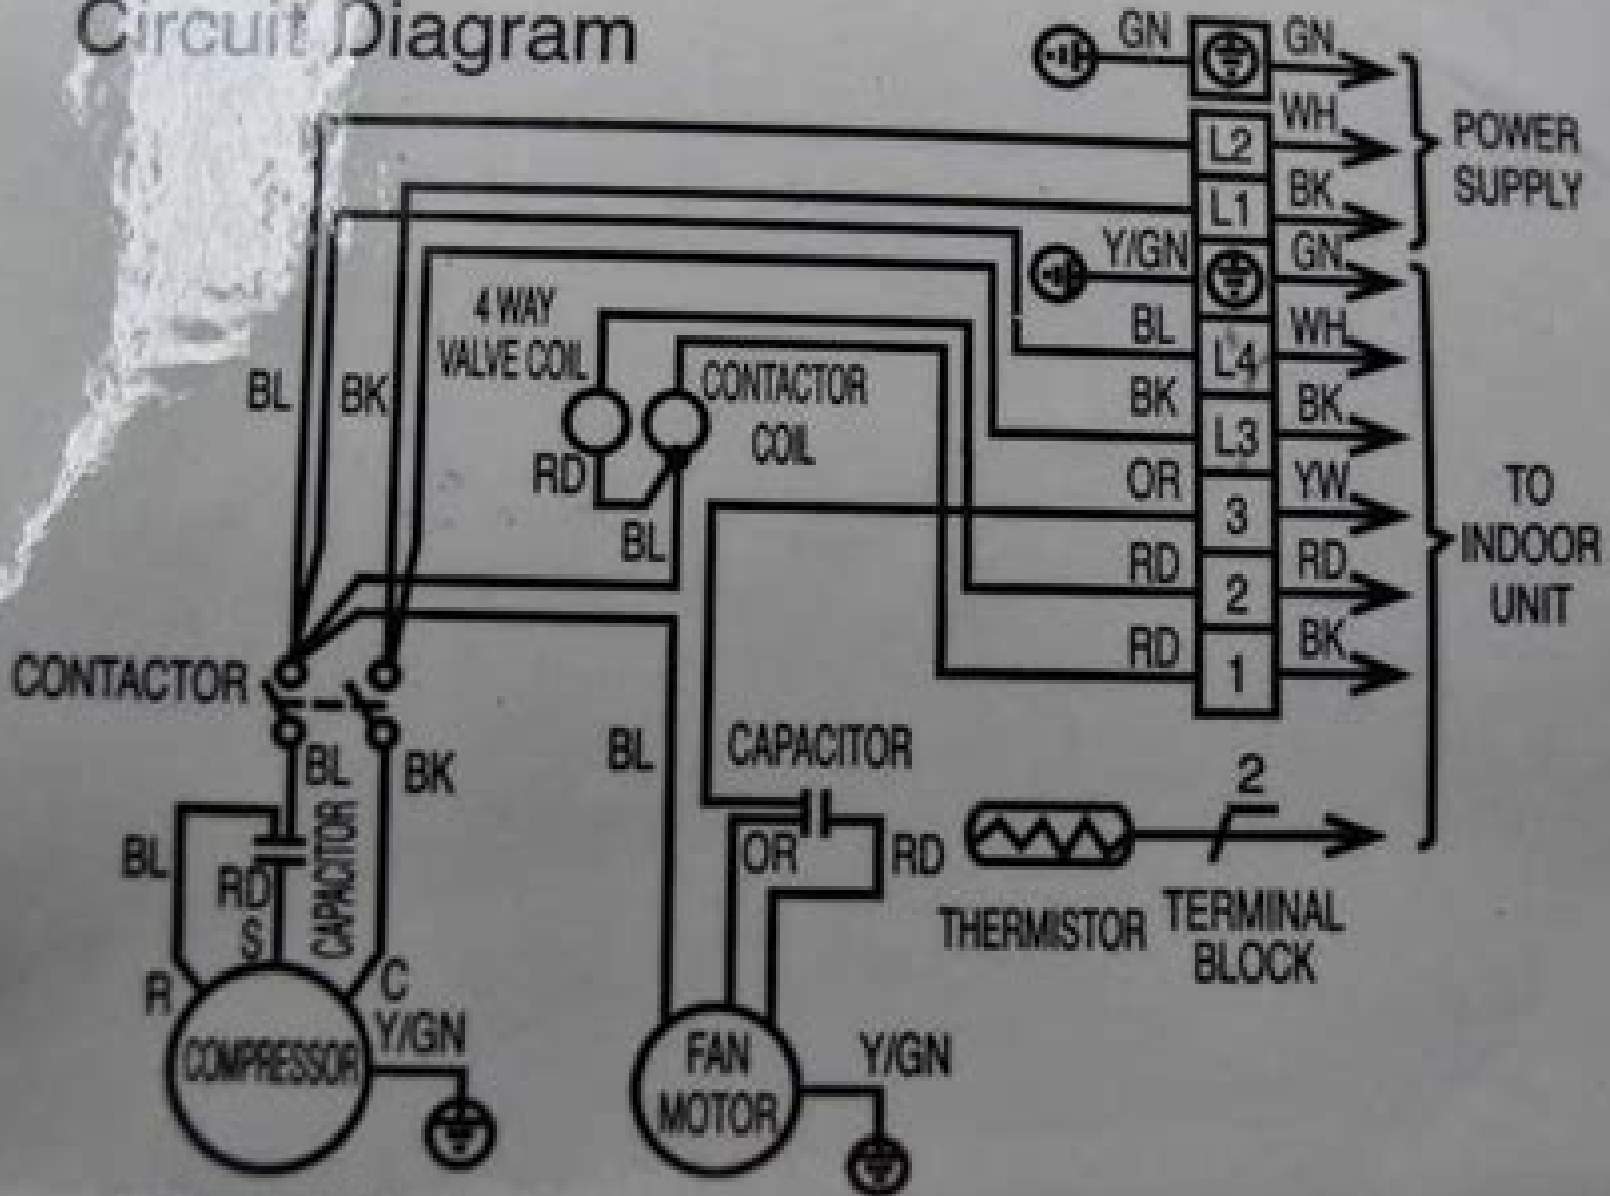 Circuit Diagram
GN
GN
WH
L2
POWER
SUPPLY
BK
L1
Y/GN
GN
4 WAY
VALVE COIL
BL
WH
L4
BL
BK
CONTACTOR
COIL
BK
BK
L3
RD
OR
YW
3
TO
INDOOR
UNIT
BL
RD
RD
2
RD
BK
1
CONTACTOR
BL
BK
BL
CAPACITOR
2
BL
RD
CAPACITOR
OR
RD
S
THERMISTOR
TERMINAL
BLOCK
R
C
Y/GN
COMPRESSOR
FAN
MOTOR
Y/GN